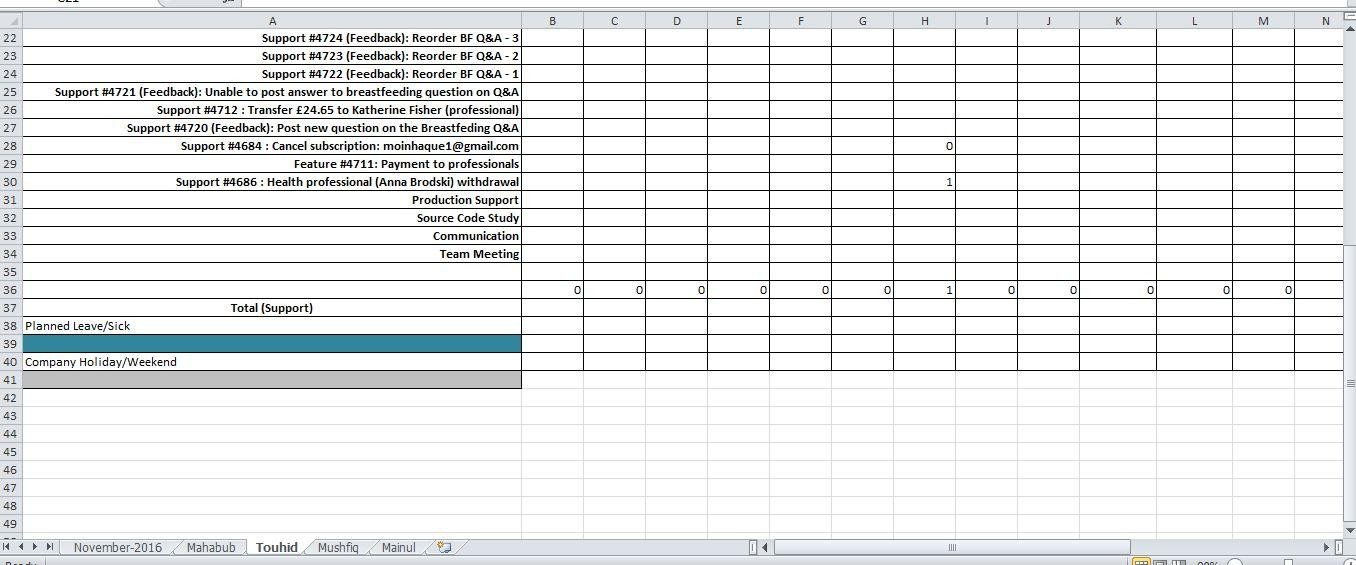 A B C D E F G H I J K L M N
22 Support #4724 (Feedback): Reorder BF Q&A - 3
23 Support #4723 (Feedback): Reorder BF Q&A - 2
24 Support #4722 (Feedback): Reorder BF Q&A - 1
25 Support #4721 (Feedback): Unable to post answer to breastfeeding question on Q&A
26 Support #4712 : Transfer £24.65 to Katherine Fisher (professional)
27 Support #4720 (Feedback): Post new question on the Breastfeding Q&A
28 Support #4684 : Cancel subscription: moinhaque1@gmail.com 0
29 Feature #4711: Payment to professionals
30 Support #4686 : Health professional (Anna Brodski) withdrawal 1
31 Production Support
32 Source Code Study
33 Communication
34 Team Meeting
35
36 0 0 0 0 0 0 1 0 0 0 0 0
37 Total (Support)
38 Planned Leave/Sick
39
40 Company Holiday/Weekend
41
42
43
44
45
46
47
48
49
November-2016 Mahabub Touhid Mushfiq Mainul